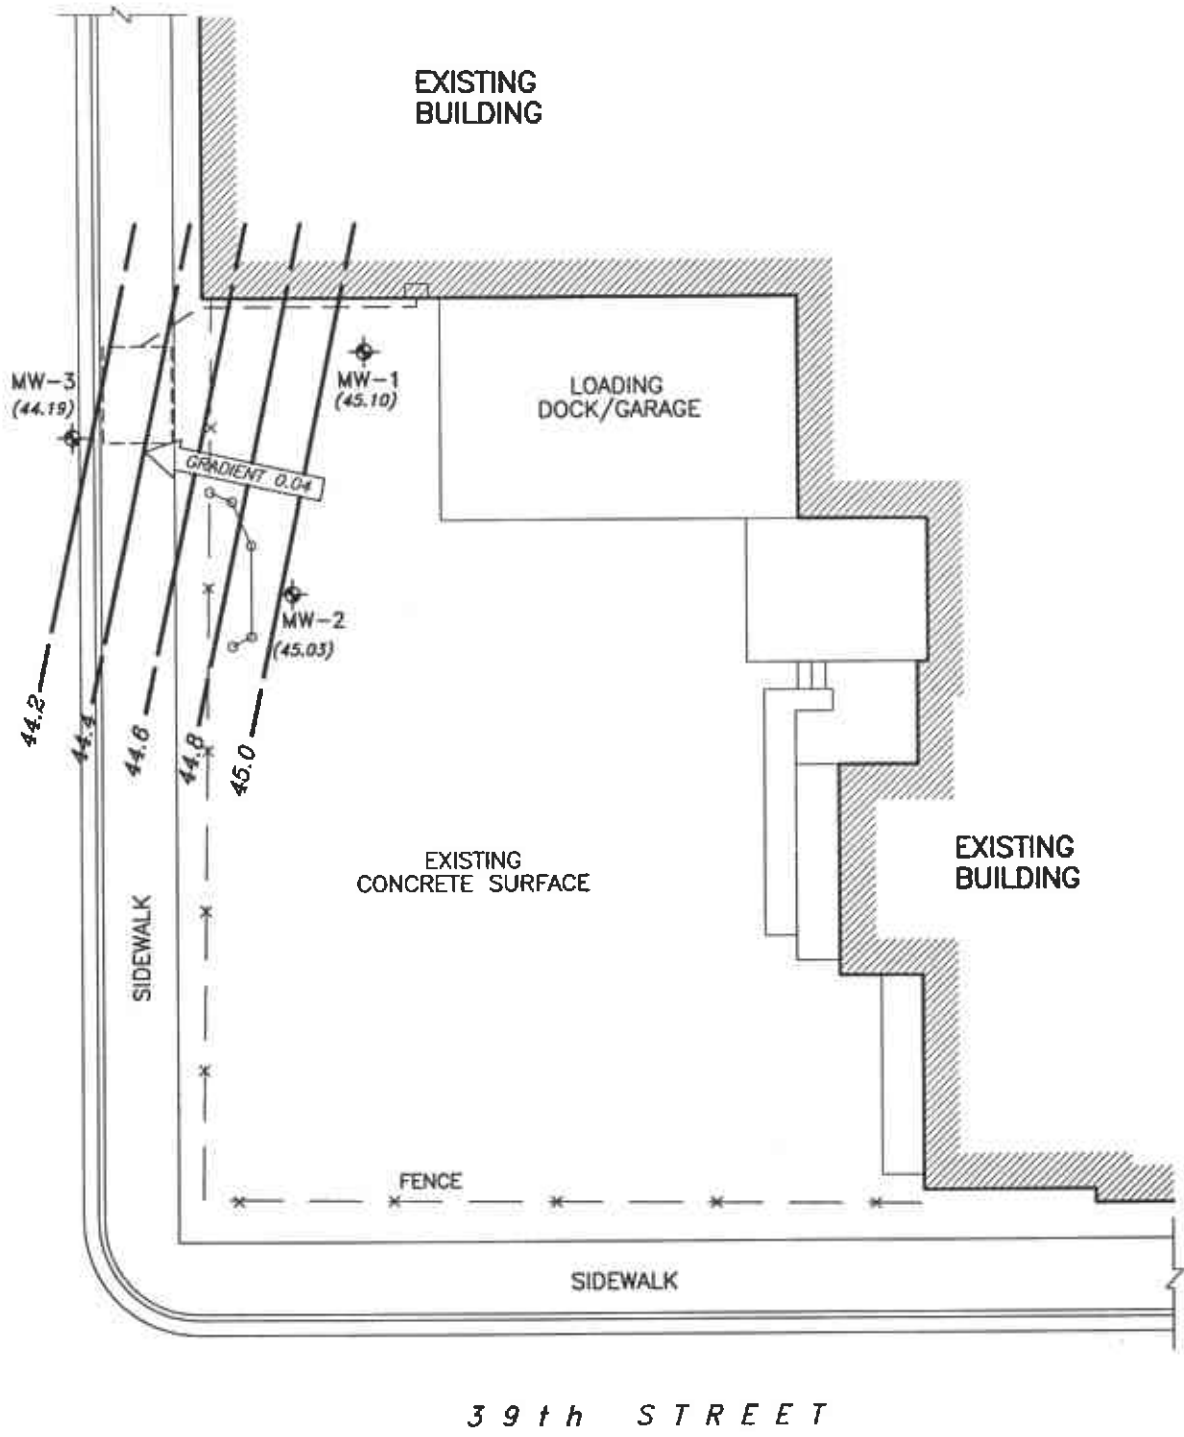 EXISTING
BUILDING
MW-3
(44.19)
MW-1
(45.10)
LOADING
DOCK/GARAGE
GRADIENT 0.04
MW-2
(45.03)
44.2
44.4
44.6
44.8
45.0
EXISTING
CONCRETE SURFACE
EXISTING
BUILDING
SIDEWALK
FENCE
SIDEWALK
39th STREET